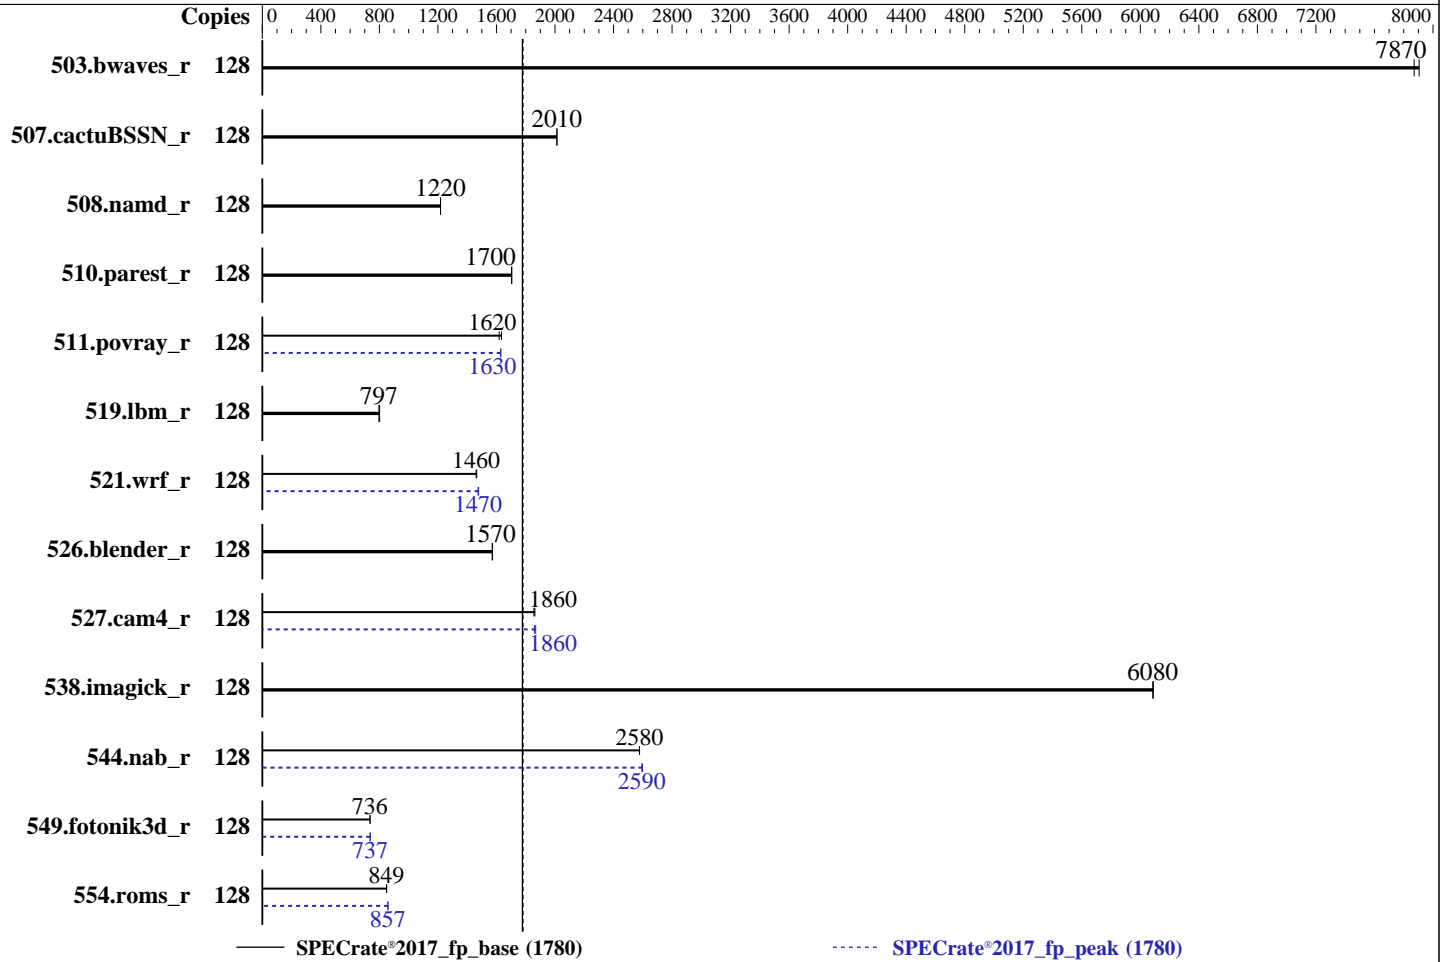 Copies 0 400 800 1200 1600 2000 2400 2800 3200 3600 4000 4400 4800 5200 5600 6000 6400 6800 7200 8000
503.bwaves_r 128 7870
507.cactuBSSN_r 128 2010
508.namd_r 128 1220
510.parest_r 128 1700
511.povray_r 128 1620
1630
519.lbm_r 128 797
521.wrf_r 128 1460
1470
526.blender_r 128 1570
527.cam4_r 128 1860
1860
538.imagick_r 128 6080
544.nab_r 128 2580
2590
549.fotonik3d_r 128 736
737
554.roms_r 128 849
857
SPECrate®2017_fp_base (1780) SPECrate®2017_fp_peak (1780)